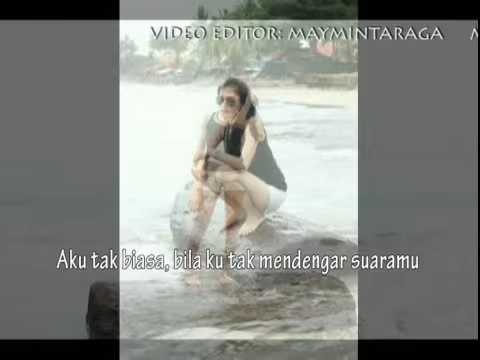 VIDEO EDITOR: MAYMINTARAGA M
Aku tak biasa, bila ku tak mendengar suaramu